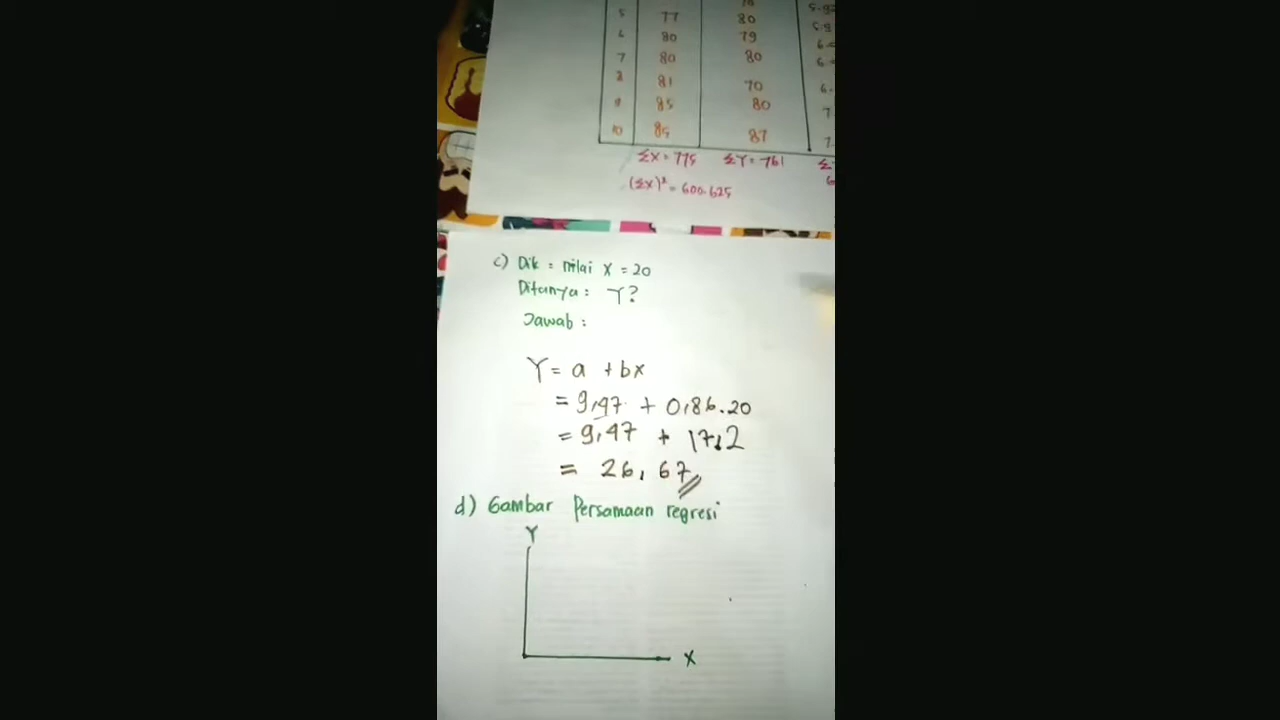 5 77 80
6 80 79
7 80 80
8 81 70
9 85 80
10 85 87
ΣX = 775 ΣY = 761
(ΣX)² = 600.625
c) Dik = nilai X = 20
Ditanya : Y?
Jawab :
Y = a + bx
= 9,47 + 0,86.20
= 9,47 + 17,2
= 26,67
d) Gambar Persamaan regresi
Y
X